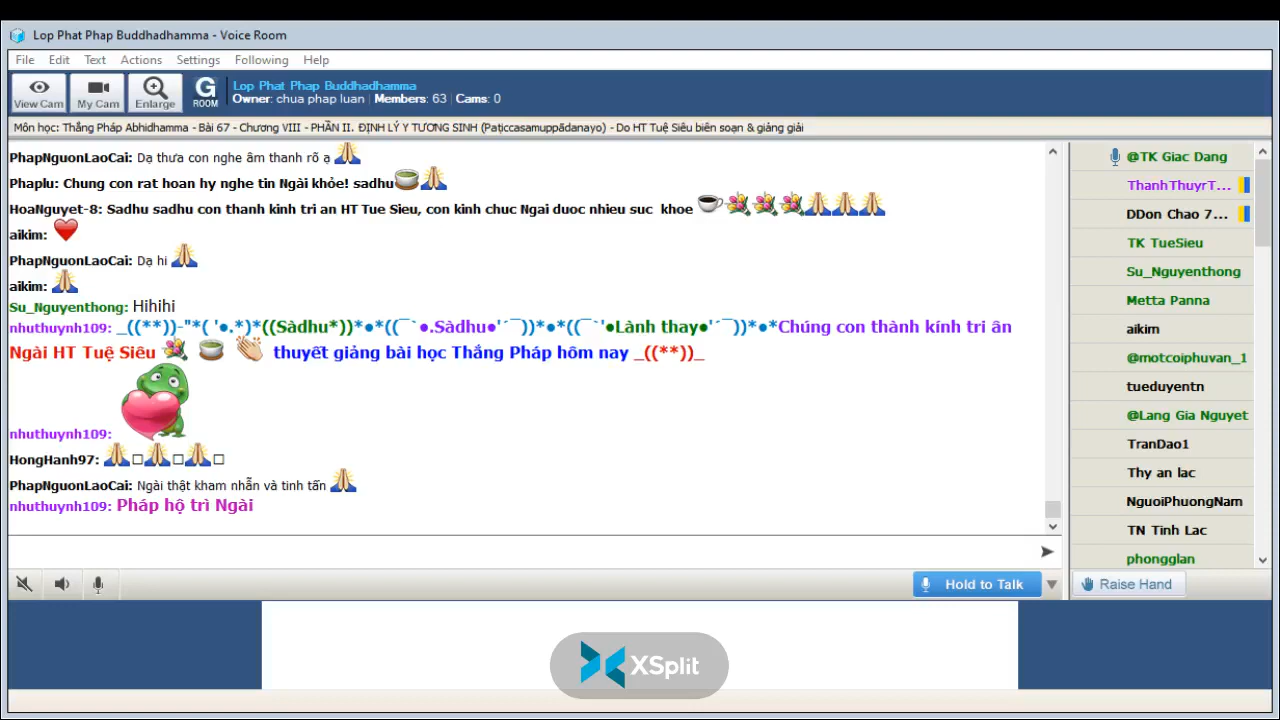 Lop Phat Phap Buddhadhamma - Voice Room
File Edit Text Actions Settings Following Help
View Cam My Cam Enlarge G ROOM
Lop Phat Phap Buddhadhamma
Owner: chua phap luan | Members: 63 | Cams: 0
Môn học: Thắng Pháp Abhidhamma - Bài 67 - Chương VIII - PHẦN II. ĐỊNH LÝ Y TƯƠNG SINH (Paṭiccasamuppādanayo) - Do HT Tuệ Siêu biên soạn & giảng giải
PhapNguonLaoCai: Dạ thưa con nghe âm thanh rõ ạ
Phaplu: Chung con rat hoan hy nghe tin Ngài khỏe! sadhu
HoaNguyet-8: Sadhu sadhu con thanh kinh tri an HT Tue Sieu, con kinh chuc Ngai duoc nhieu suc khoe
aikim:
PhapNguonLaoCai: Dạ hi
aikim:
Su_Nguyenthong: Hihihi
nhuthuynh109: _((**))-"*( '●.*)*((Sàdhu*))*●*((¯`●.Sàdhu●'´¯))*●*((¯`'●Lành thay●'´¯))*●*Chúng con thành kính tri ân
Ngài HT Tuệ Siêu thuyết giảng bài học Thắng Pháp hôm nay _((**))_
nhuthuynh109:
HongHanh97: □ □ □
PhapNguonLaoCai: Ngài thật kham nhẫn và tinh tấn
nhuthuynh109: Pháp hộ trì Ngài
@TK Giac Dang
ThanhThuyrT...
DDon Chao 7...
TK TueSieu
Su_Nguyenthong
Metta Panna
aikim
@motcoiphuvan_1
tueduyentn
@Lang Gia Nguyet
TranDao1
Thy an lac
NguoiPhuongNam
TN Tinh Lac
phongglan
Hold to Talk
Raise Hand
XSplit